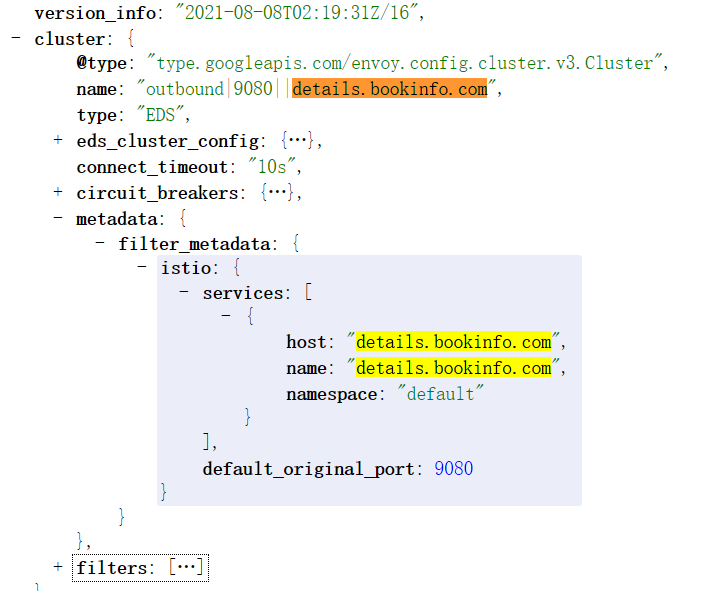 version_info: "2021-08-08T02:19:31Z/16",
- cluster: {
@type: "type.googleapis.com/envoy.config.cluster.v3.Cluster",
name: "outbound|9080||details.bookinfo.com",
type: "EDS",
+ eds_cluster_config: {…},
connect_timeout: "10s",
+ circuit_breakers: {…},
- metadata: {
- filter_metadata: {
- istio: {
- services: [
- {
host: "details.bookinfo.com",
name: "details.bookinfo.com",
namespace: "default"
}
],
default_original_port: 9080
}
}
},
+ filters: […]